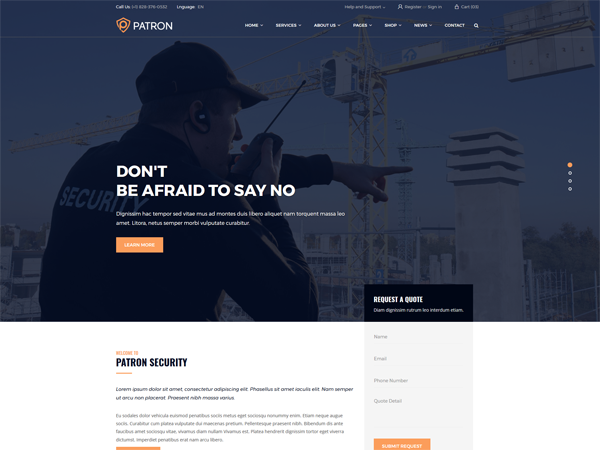 Call Us: (+1) 828-376-0532 Lnguage: EN Help and Support Register or Sign in Cart (03)
PATRON HOME SERVICES ABOUT US PAGES SHOP NEWS CONTACT
DON'T
BE AFRAID TO SAY NO
SECURITY
Dignissim hac tempor sed vitae mus ad montes duis libero aliquet nam torquent massa leo
amet. Litora, netus semper morbi vulputate curabitur.
LEARN MORE
REQUEST A QUOTE
Diam dignissim rutrum leo interdum etiam.
Name
Email
Phone Number
Quote Detail
SUBMIT REQUEST
WELCOME TO
PATRON SECURITY
Lorem ipsum dolor sit amet, consectetur adipiscing elit. Phasellus sit amet iaculis elit. Nam semper
ut arcu non placerat. Praesent nibh massa varius.
Eu sodales dolor vehicula euismod penatibus sociis metus eget sociosqu nonummy enim. Etiam neque augue
sociis. Curabitur cum platea vulputate dui maecenas pretium. Pellentesque praesent nibh. Bibendum dis ante
faucibus amet sociosqu vitae, vivamus diam nullam Vivamus est. Platea hendrerit dignissim tortor eget viverra
dictumst. Imperdiet penatibus erat nam arcu libero.